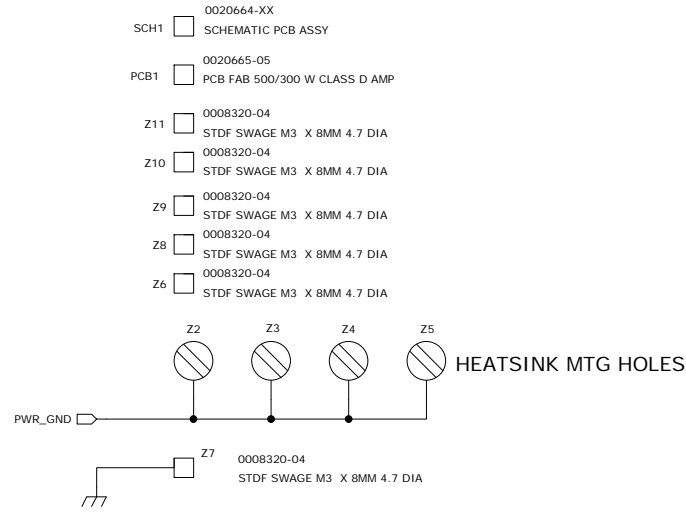 0020664-XX
SCH1 SCHEMATIC PCB ASSY
0020665-05
PCB1 PCB FAB 500/300 W CLASS D AMP
Z11 0008320-04
STDF SWAGE M3 X 8MM 4.7 DIA
Z10 0008320-04
STDF SWAGE M3 X 8MM 4.7 DIA
Z9 0008320-04
STDF SWAGE M3 X 8MM 4.7 DIA
Z8 0008320-04
STDF SWAGE M3 X 8MM 4.7 DIA
Z6 0008320-04
STDF SWAGE M3 X 8MM 4.7 DIA
Z2 Z3 Z4 Z5
HEATSINK MTG HOLES
PWR_GND
Z7 0008320-04
STDF SWAGE M3 X 8MM 4.7 DIA